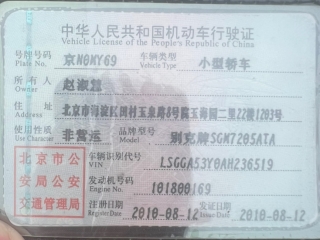 中华人民共和国机动车行驶证
Vehicle License of the People's Republic of China
号牌号码 京N0MY69 车辆类型 小型轿车
Plate No. Vehicle Type
所有人 赵淑慧
Owner
住址 北京市海淀区田村玉泉路8号院玉海园二里22楼1203号
Address
使用性质 非营运 品牌型号 别克牌SGM7205ATA
Use Character Model
北京市公 车辆识别代号 LSGGA53Y0AH236519
VIN
安局公安 发动机号码 101800169
Engine No.
交通管理局 注册日期 2010-08-12 发证日期 2010-08-12
Register Date Issue Date